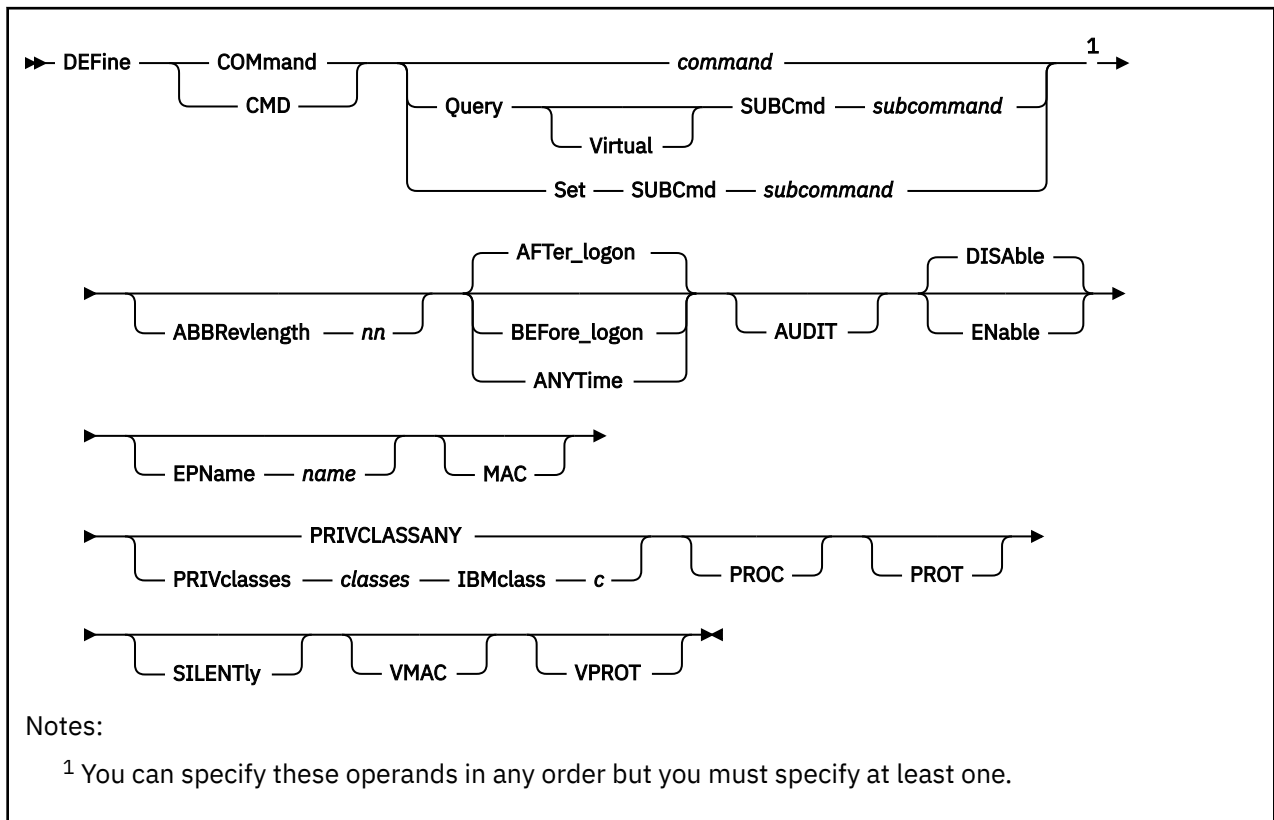 1
DEFine COMmand command
CMD Query SUBCmd subcommand
Virtual
Set SUBCmd subcommand
AFTer_logon DISAble
ABBRevlength nn BEFore_logon AUDIT ENable
ANYTime
EPName name MAC
PRIVCLASSANY
PRIVclasses classes IBMclass c PROC PROT
SILENTly VMAC VPROT
Notes:
1 You can specify these operands in any order but you must specify at least one.